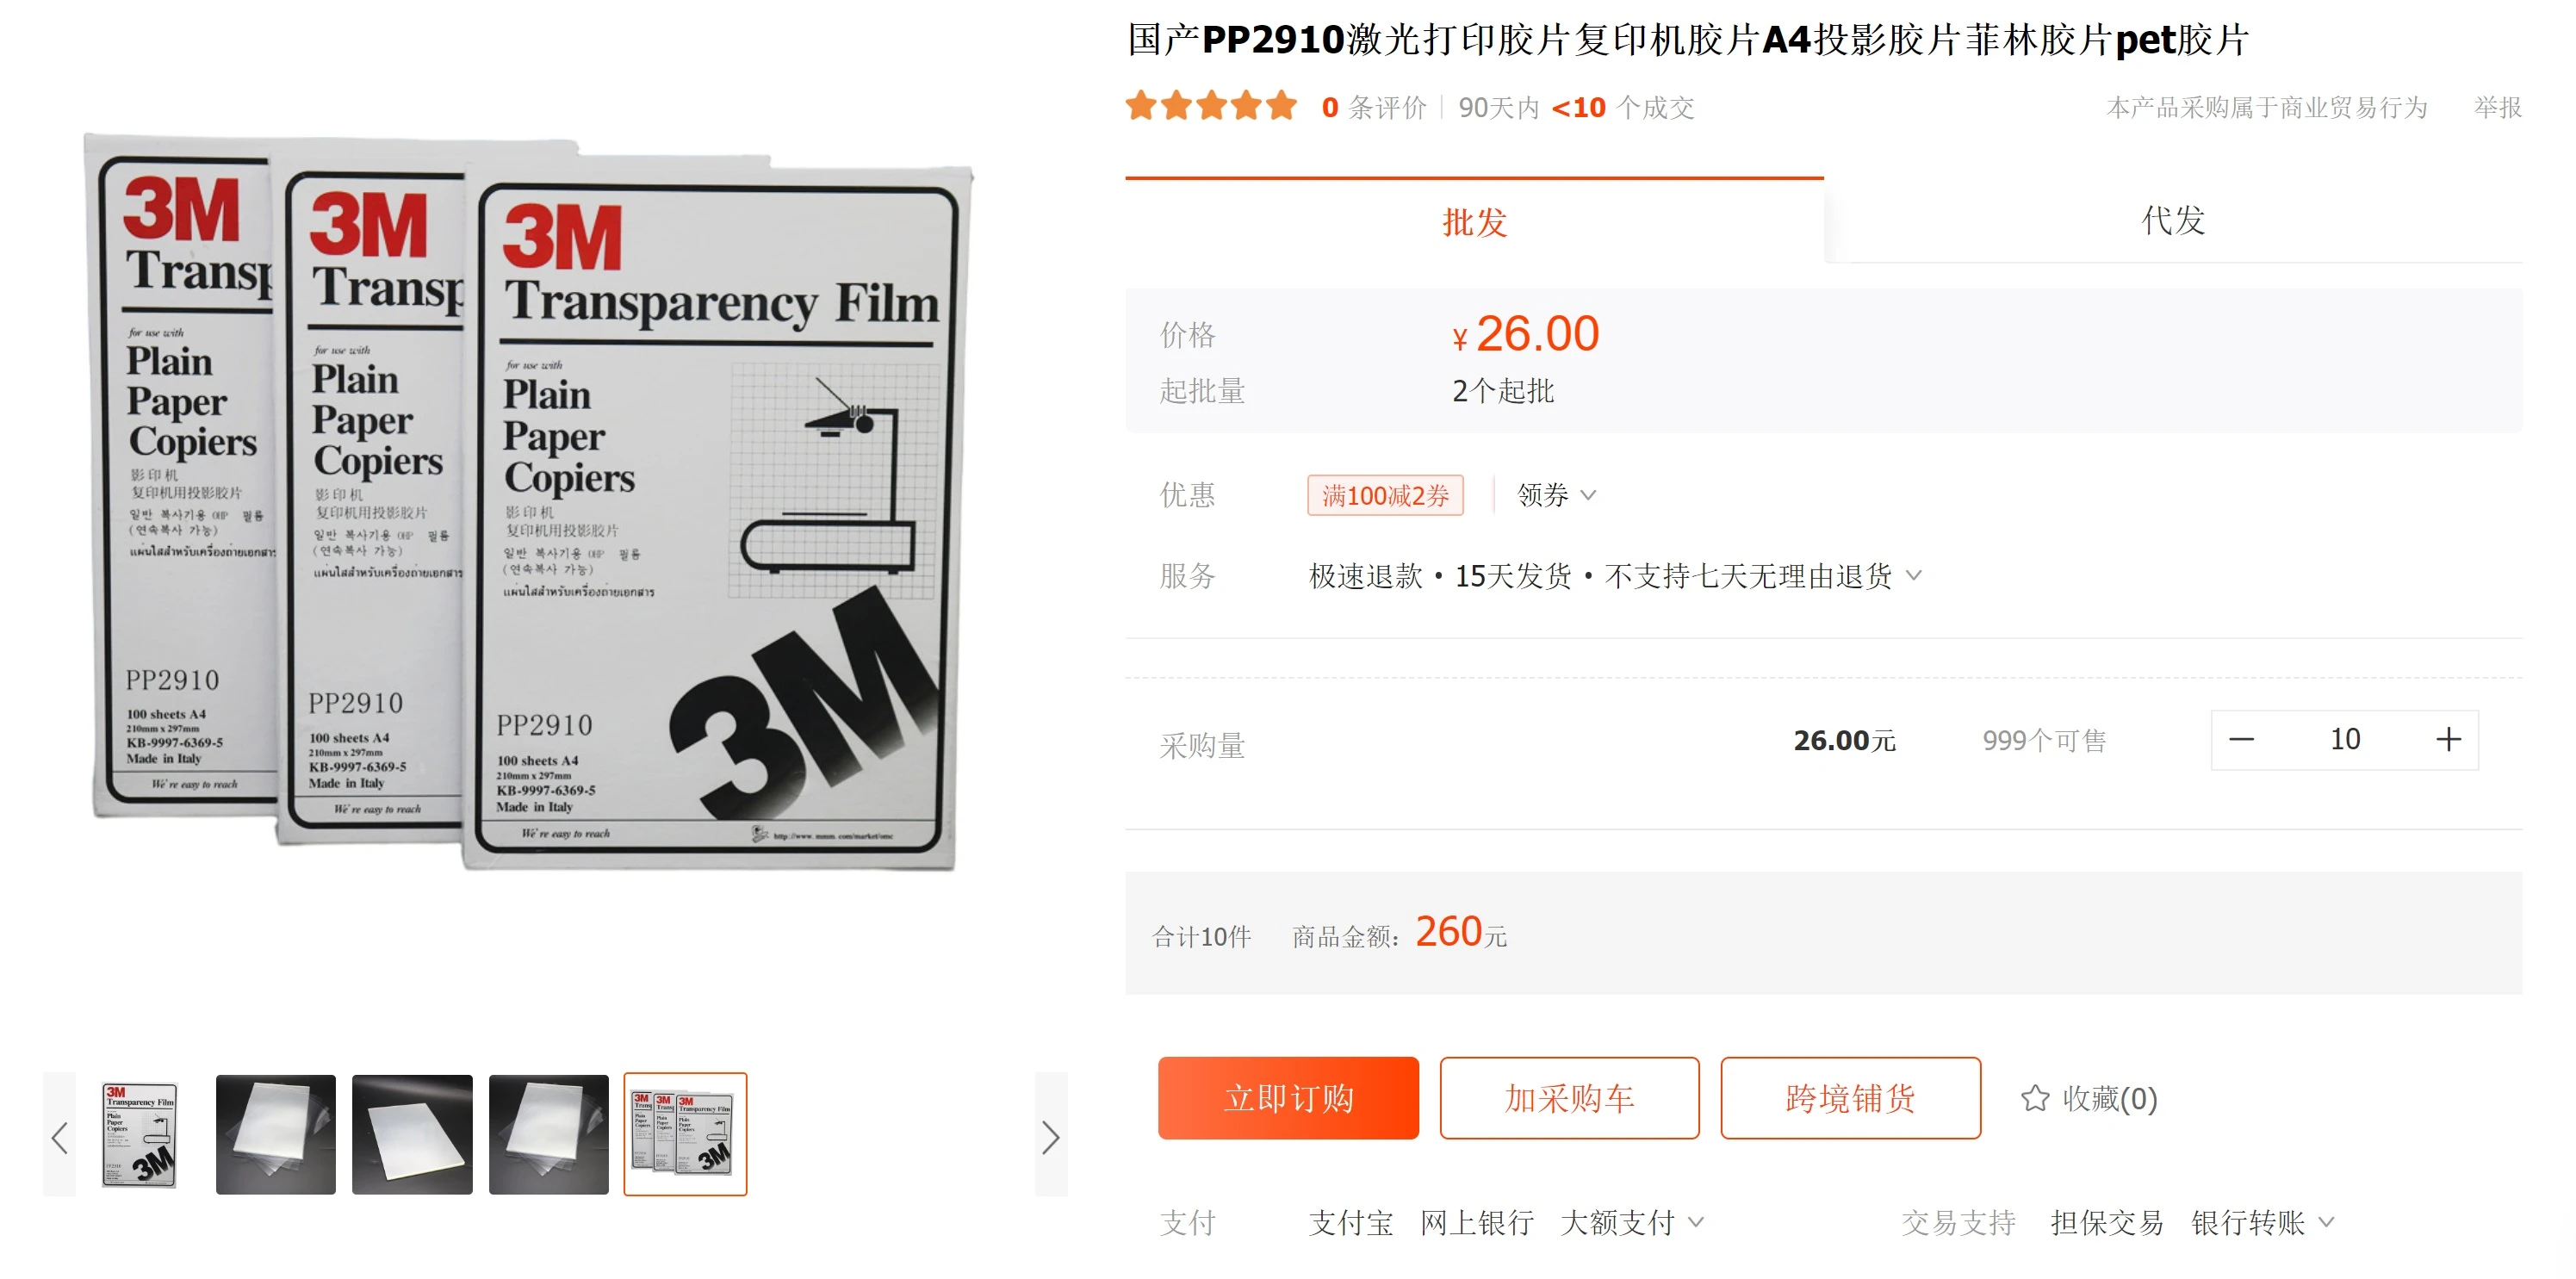 国产PP2910激光打印胶片复印机胶片A4投影胶片菲林胶片pet胶片
0 条评价 90天内 <10 个成交
本产品采购属于商业贸易行为 举报
批发 代发
价格 ¥26.00
起批量 2个起批
优惠 满100减2券 领券
服务 极速退款 • 15天发货 • 不支持七天无理由退货
采购量 26.00元 999个可售 — 10 +
合计10件 商品金额: 260元
立即订购 加采购车 跨境铺货 收藏(0)
支付 支付宝 网上银行 大额支付 交易支持 担保交易 银行转账
3M
Transp
for use with
Plain
Paper
Copiers
影印机
复印机用投影胶片
일반 복사기용 OHP 필름
(연속복사 가능)
แผ่นใสสำหรับเครื่องถ่ายเอกสาร
PP2910
100 sheets A4
210mm x 297mm
KB-9997-6369-5
Made in Italy
We're easy to reach
3M
Transp
for use with
Plain
Paper
Copiers
影印机
复印机用投影胶片
일반 복사기용 OHP 필름
(연속복사 가능)
แผ่นใสสำหรับเครื่องถ่ายเอกสาร
PP2910
100 sheets A4
210mm x 297mm
KB-9997-6369-5
Made in Italy
We're easy to reach
3M
Transparency Film
for use with
Plain
Paper
Copiers
影印机
复印机用投影胶片
일반 복사기용 OHP 필름
(연속복사 가능)
แผ่นใสสำหรับเครื่องถ่ายเอกสาร
3M
PP2910
100 sheets A4
210mm x 297mm
KB-9997-6369-5
Made in Italy
We're easy to reach
http://www.mmm.com/market/omc
3M
Transparency Film
Plain
Paper
Copiers
3M
3M
3M
3M
Transparency Film
3M